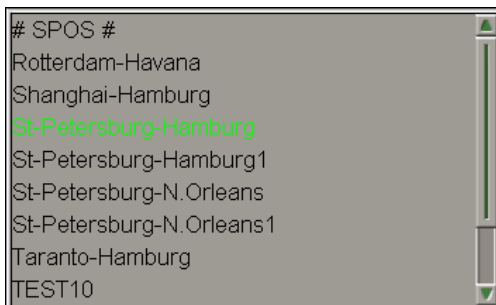 # SPOS #
Rotterdam-Havana
Shanghai-Hamburg
St-Petersburg-Hamburg
St-Petersburg-Hamburg1
St-Petersburg-N.Orleans
St-Petersburg-N.Orleans1
Taranto-Hamburg
TEST10